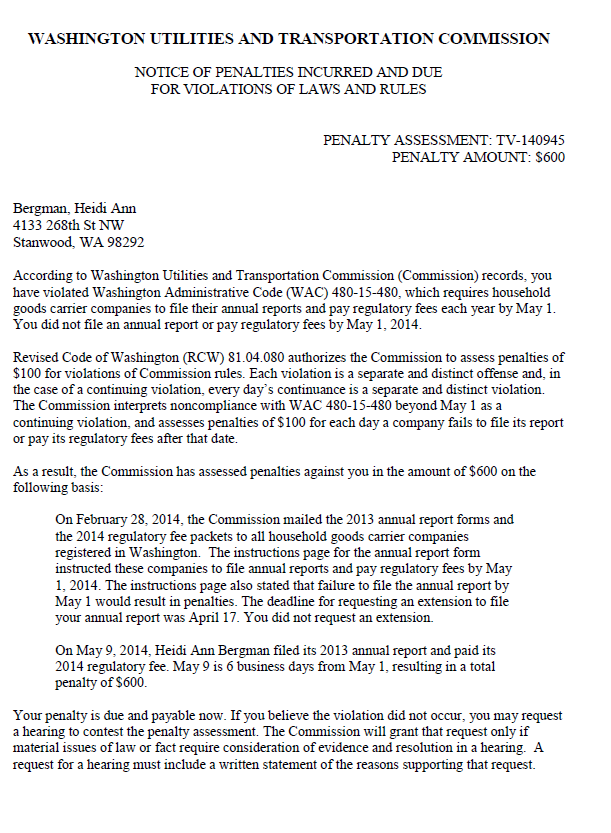 WASHINGTON UTILITIES AND TRANSPORTATION COMMISSION
NOTICE OF PENALTIES INCURRED AND DUE
FOR VIOLATIONS OF LAWS AND RULES
PENALTY ASSESSMENT: TV-140945
PENALTY AMOUNT: $600
Bergman, Heidi Ann
4133 268th St NW
Stanwood, WA 98292
According to Washington Utilities and Transportation Commission (Commission) records, you
have violated Washington Administrative Code (WAC) 480-15-480, which requires household
goods carrier companies to file their annual reports and pay regulatory fees each year by May 1.
You did not file an annual report or pay regulatory fees by May 1, 2014.
Revised Code of Washington (RCW) 81.04.080 authorizes the Commission to assess penalties of
$100 for violations of Commission rules. Each violation is a separate and distinct offense and, in
the case of a continuing violation, every day's continuance is a separate and distinct violation.
The Commission interprets noncompliance with WAC 480-15-480 beyond May 1 as a
continuing violation, and assesses penalties of $100 for each day a company fails to file its report
or pay its regulatory fees after that date.
As a result, the Commission has assessed penalties against you in the amount of $600 on the
following basis:
On February 28, 2014, the Commission mailed the 2013 annual report forms and
the 2014 regulatory fee packets to all household goods carrier companies
registered in Washington. The instructions page for the annual report form
instructed these companies to file annual reports and pay regulatory fees by May
1, 2014. The instructions page also stated that failure to file the annual report by
May 1 would result in penalties. The deadline for requesting an extension to file
your annual report was April 17. You did not request an extension.
On May 9, 2014, Heidi Ann Bergman filed its 2013 annual report and paid its
2014 regulatory fee. May 9 is 6 business days from May 1, resulting in a total
penalty of $600.
Your penalty is due and payable now. If you believe the violation did not occur, you may request
a hearing to contest the penalty assessment. The Commission will grant that request only if
material issues of law or fact require consideration of evidence and resolution in a hearing. A
request for a hearing must include a written statement of the reasons supporting that request.